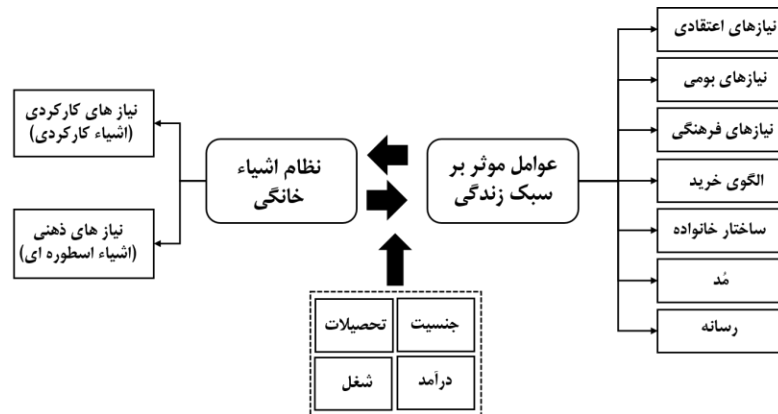 نیازهای اعتقادی
نیازهای بومی
نیازهای فرهنگی
الگوی خرید
ساختار خانواده
مُد
رسانه
عوامل موثر بر
سبک زندگی
نظام اشیاء
خانگی
نیاز های کارکردی
(اشیاء کارکردی)
نیاز های ذهنی
(اشیاء اسطوره ای)
جنسیت
تحصیلات
درآمد
شغل